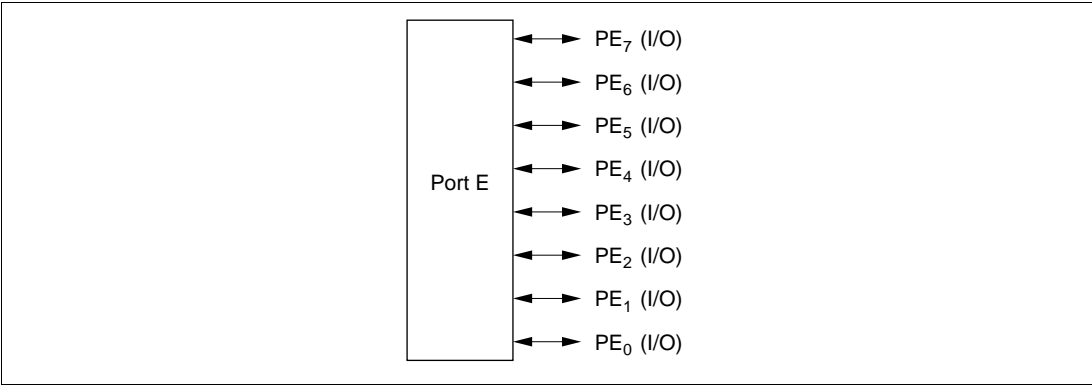 PE₇ (I/O)
PE₆ (I/O)
PE₅ (I/O)
PE₄ (I/O)
Port E
PE₃ (I/O)
PE₂ (I/O)
PE₁ (I/O)
PE₀ (I/O)